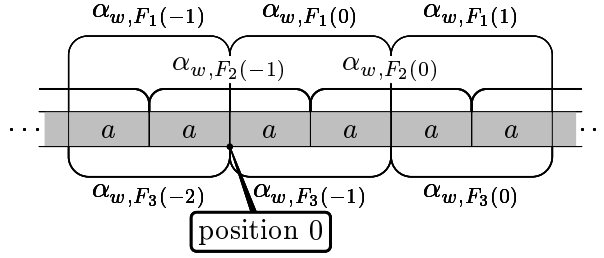 α_{w,F_1(−1)} α_{w,F_1(0)} α_{w,F_1(1)}
α_{w,F_2(−1)} α_{w,F_2(0)}
··· a a a a a a ··
α_{w,F_3(−2)} α_{w,F_3(−1)} α_{w,F_3(0)}
position 0